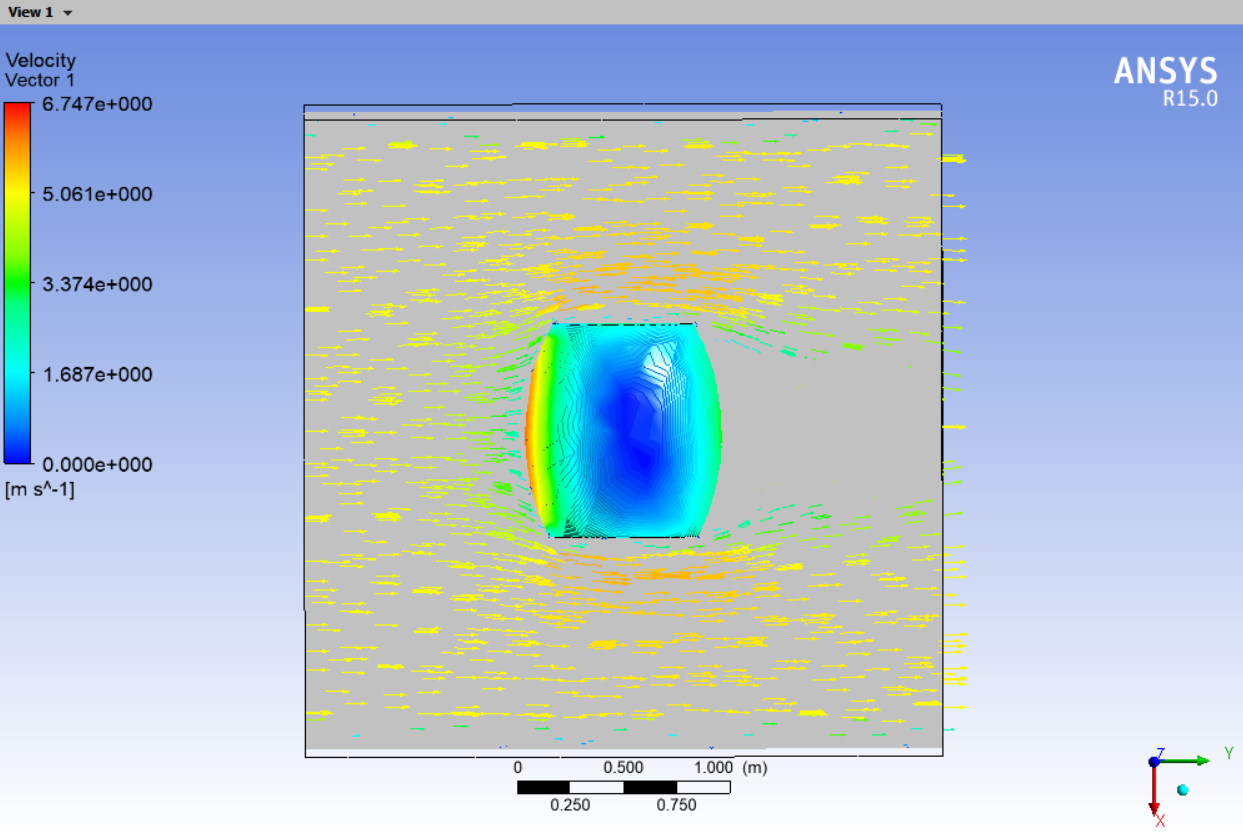 View 1
Velocity
Vector 1
6.747e+000
5.061e+000
3.374e+000
1.687e+000
0.000e+000
[m s^-1]
ANSYS
R15.0
0 0.500 1.000 (m)
0.250 0.750
Z
Y
X